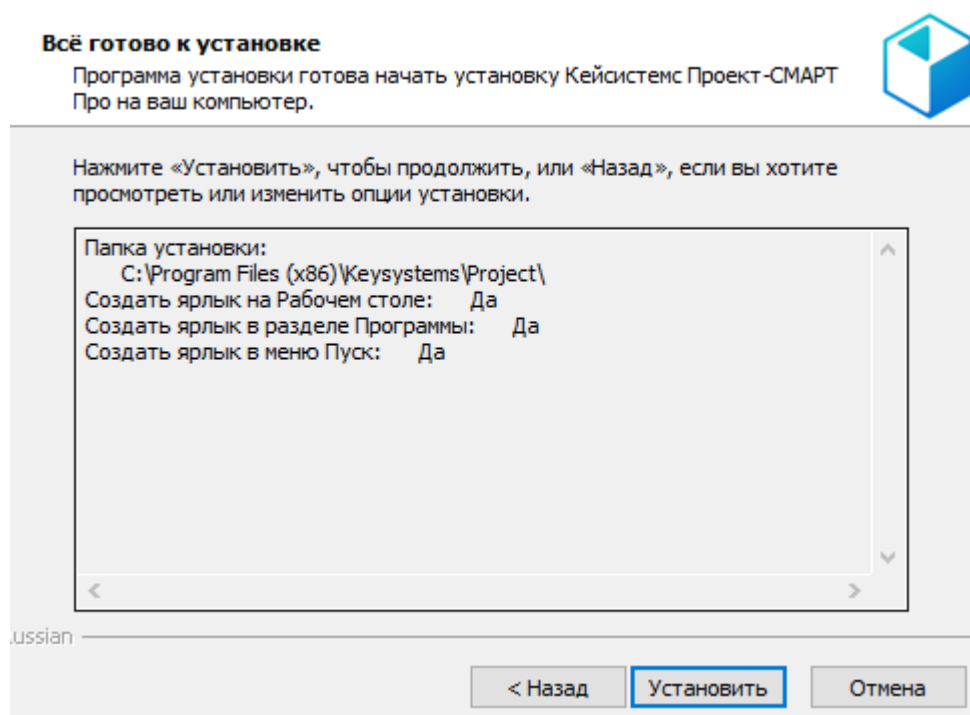 Всё готово к установке
Программа установки готова начать установку Кейсистемс Проект-СМАРТ
Про на ваш компьютер.
Нажмите «Установить», чтобы продолжить, или «Назад», если вы хотите
просмотреть или изменить опции установки.
Папка установки:
C:\Program Files (x86)\Keysystems\Project\
Создать ярлык на Рабочем столе: Да
Создать ярлык в разделе Программы: Да
Создать ярлык в меню Пуск: Да
ussian
< Назад
Установить
Отмена